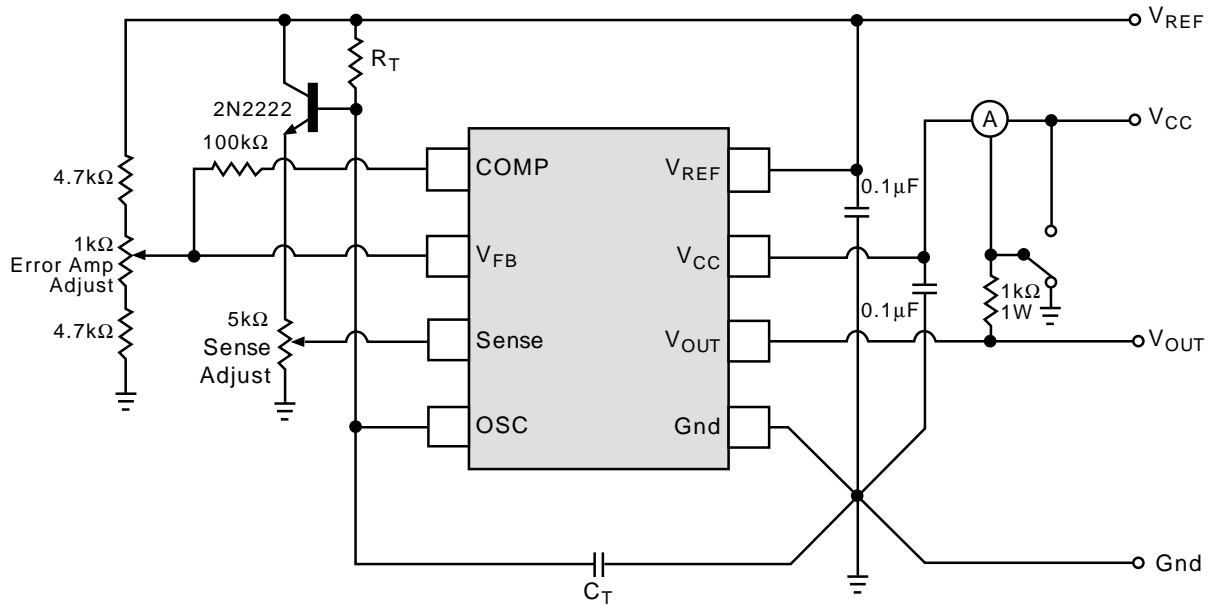 V_REF
R_T
2N2222
A
V_CC
100kΩ
COMP
V_REF
4.7kΩ
0.1μF
1kΩ
Error Amp
Adjust
V_FB
V_CC
1kΩ
1W
0.1μF
4.7kΩ
5kΩ
Sense
Adjust
Sense
V_OUT
V_OUT
OSC
Gnd
C_T
Gnd